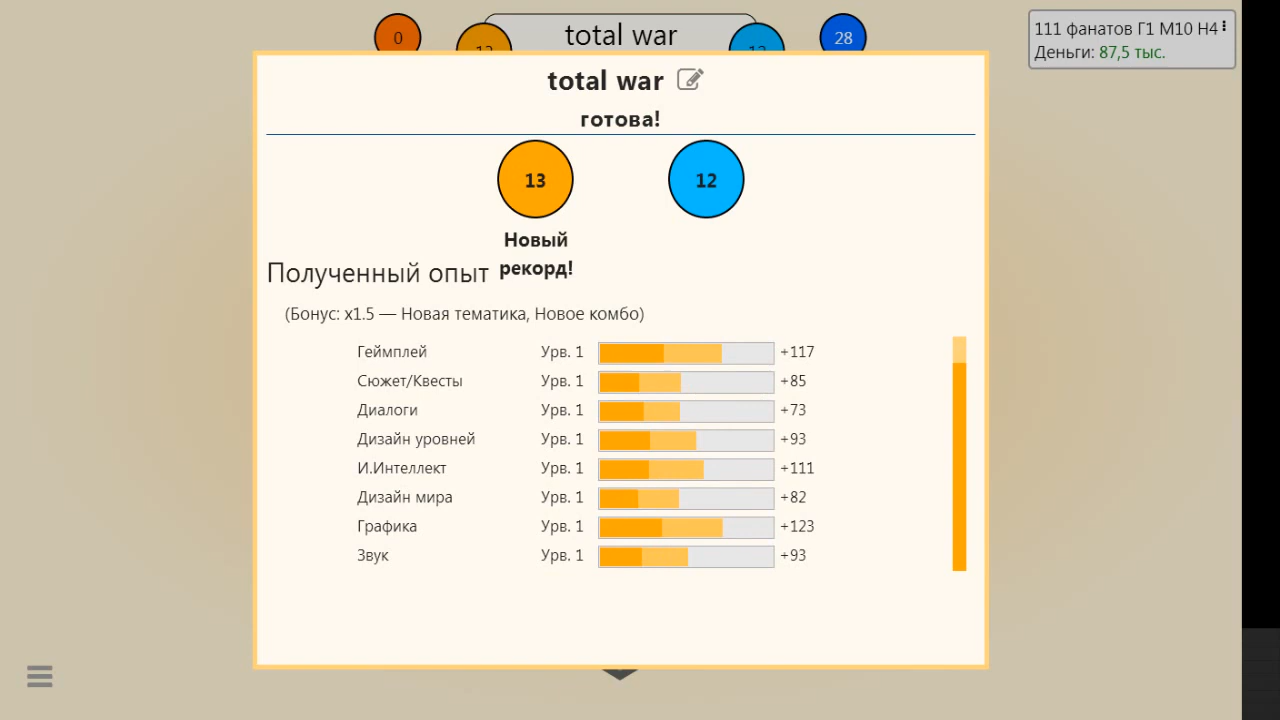 0
total war
28
111 фанатов Г1 М10 Н4
Деньги: 87,5 тыс.
total war
готова!
13
12
Новый
рекорд!
Полученный опыт
(Бонус: x1.5 — Новая тематика, Новое комбо)
Геймплей Урв. 1 +117
Сюжет/Квесты Урв. 1 +85
Диалоги Урв. 1 +73
Дизайн уровней Урв. 1 +93
И.Интеллект Урв. 1 +111
Дизайн мира Урв. 1 +82
Графика Урв. 1 +123
Звук Урв. 1 +93